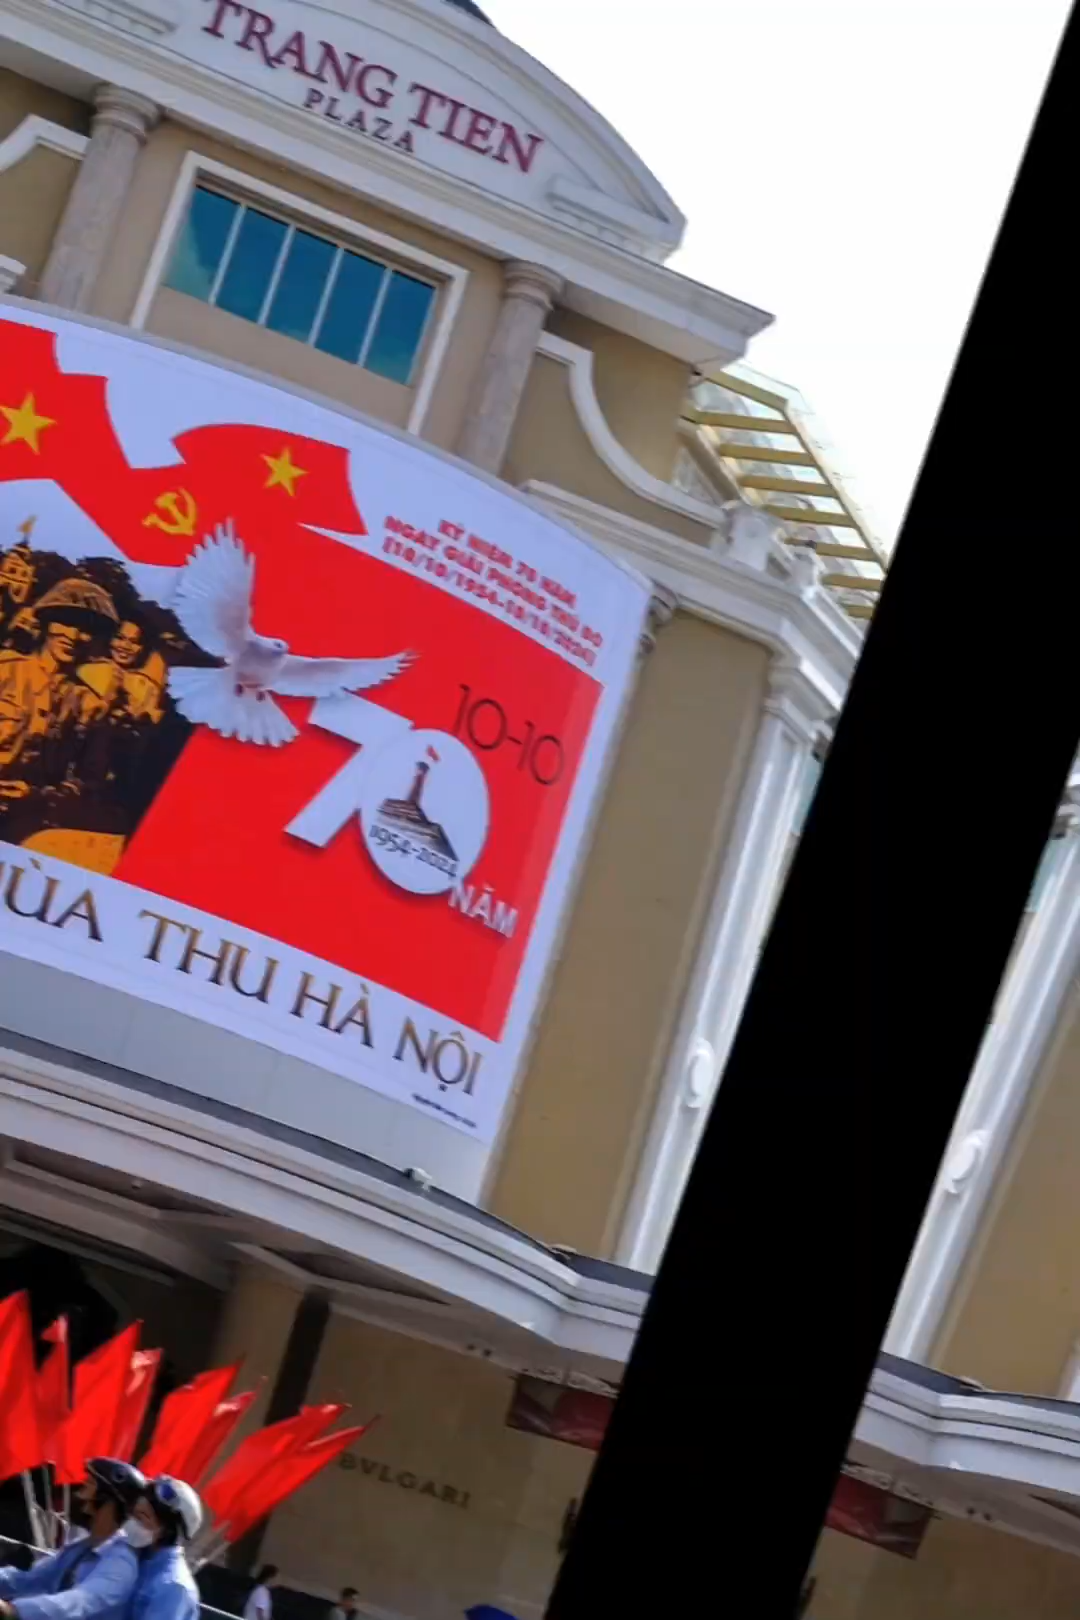 TRANG TIEN
PLAZA
KỶ NIỆM 70 NĂM
NGÀY GIẢI PHÓNG THỦ ĐÔ
(10/10/1954-10/10/2024)
10-10
70
1954-2024
NĂM
ÙA THU HÀ NỘI
BVLGARI